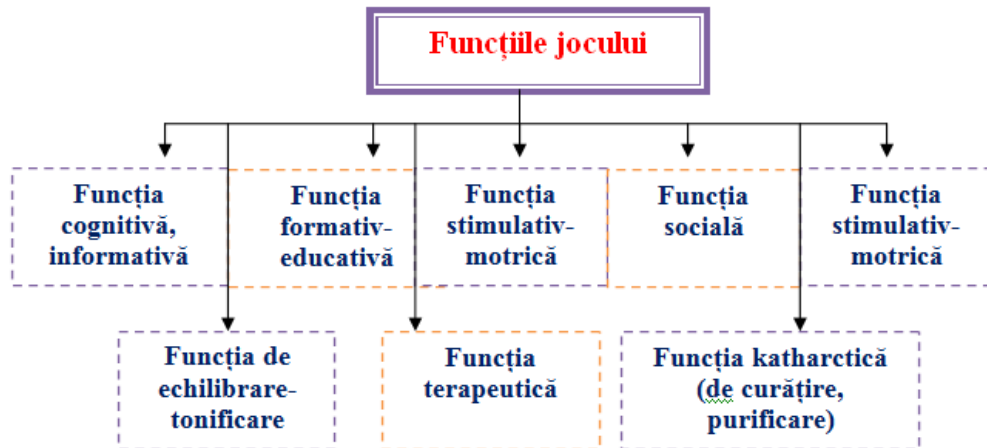 Funcțiile jocului
Funcția
cognitivă,
informativă
Funcția
formativ-
educativă
Funcția
stimulativ-
motrică
Funcția
socială
Funcția
stimulativ-
motrică
Funcția de
echilibrare-
tonificare
Funcția
terapeutică
Funcția katharctică
(de curățire,
purificare)